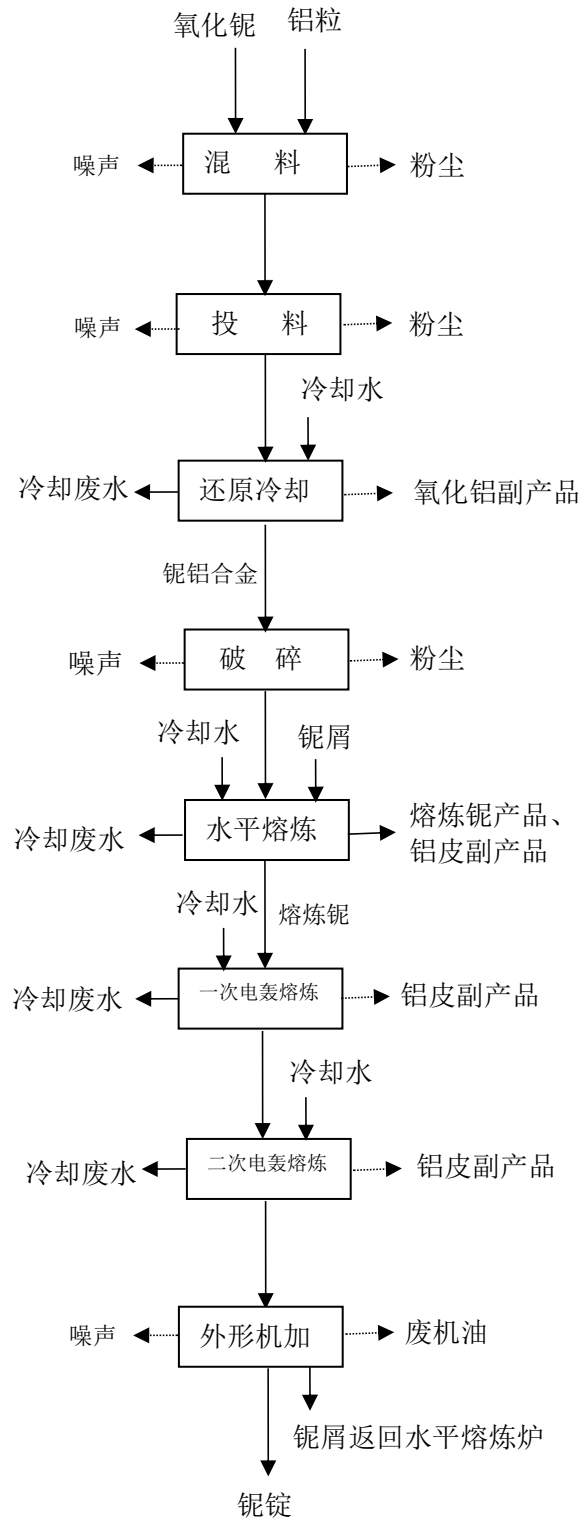 氧化铌
铝粒
噪声
混 料
粉尘
噪声
投 料
粉尘
冷却水
冷却废水
还原冷却
氧化铝副产品
铌铝合金
噪声
破 碎
粉尘
冷却水
铌屑
冷却废水
水平熔炼
熔炼铌产品、
铝皮副产品
冷却水
熔炼铌
冷却废水
一次电轰熔炼
铝皮副产品
冷却水
冷却废水
二次电轰熔炼
铝皮副产品
噪声
外形机加
废机油
铌屑返回水平熔炼炉
铌锭